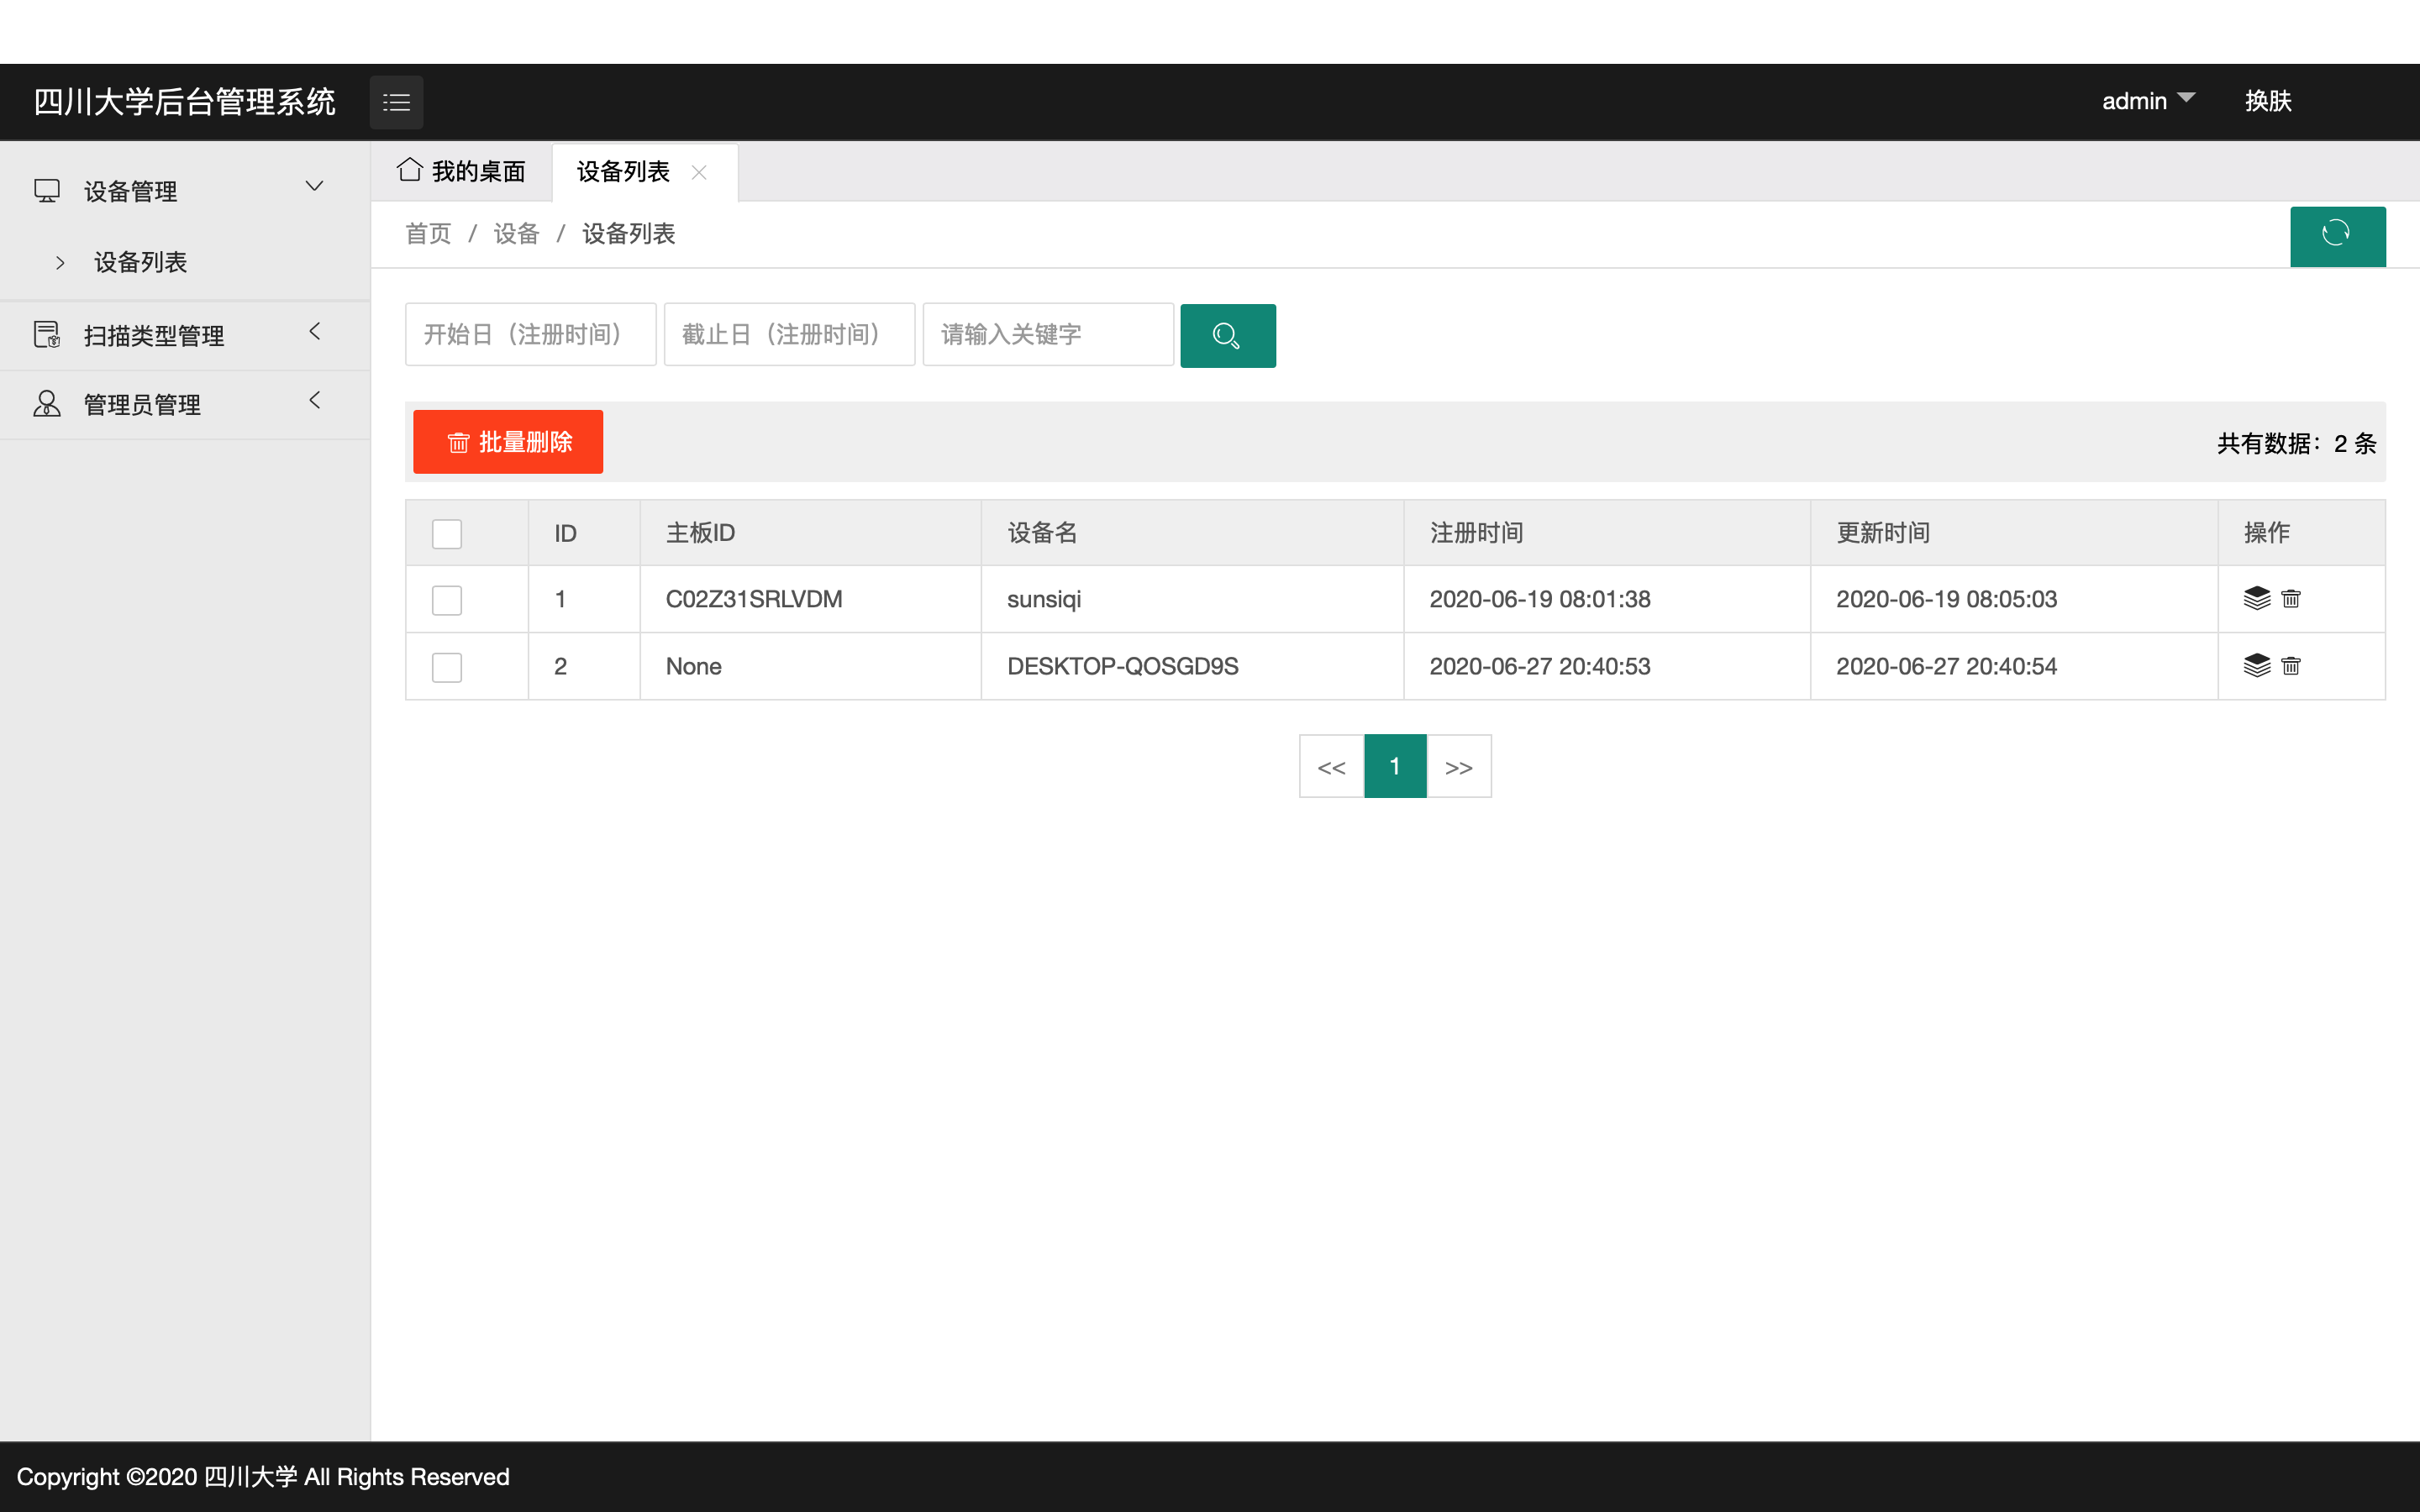 四川大学后台管理系统 admin 换肤
设备管理
设备列表
扫描类型管理
管理员管理
我的桌面 设备列表
首页 / 设备 / 设备列表
开始日（注册时间） 截止日（注册时间） 请输入关键字
批量删除 共有数据：2 条
ID 主板ID 设备名 注册时间 更新时间 操作
1 C02Z31SRLVDM sunsiqi 2020-06-19 08:01:38 2020-06-19 08:05:03
2 None DESKTOP-QOSGD9S 2020-06-27 20:40:53 2020-06-27 20:40:54
<< 1 >>
Copyright ©2020 四川大学 All Rights Reserved